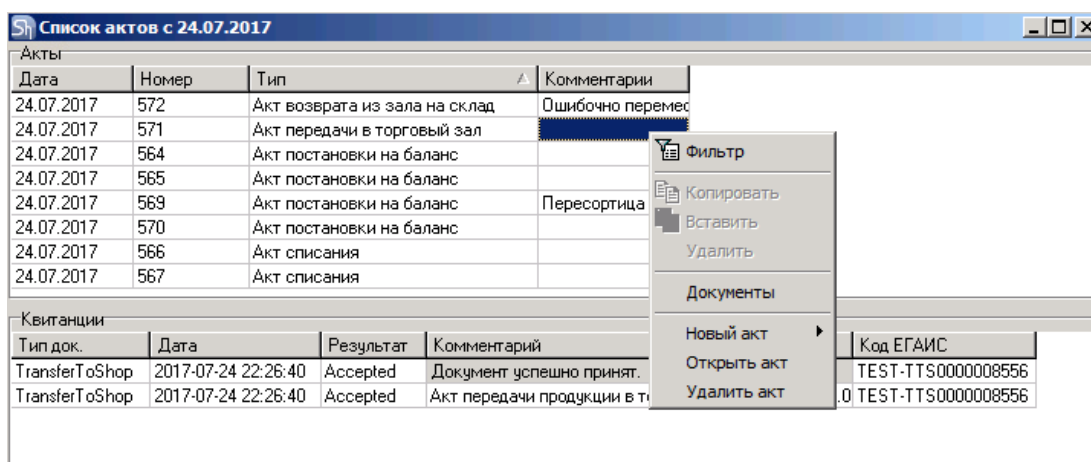 Sh Список актов с 24.07.2017
Акты
Дата Номер Тип Комментарии
24.07.2017 572 Акт возврата из зала на склад Ошибочно перемес
24.07.2017 571 Акт передачи в торговый зал
24.07.2017 564 Акт постановки на баланс
24.07.2017 565 Акт постановки на баланс
24.07.2017 569 Акт постановки на баланс Пересортица
24.07.2017 570 Акт постановки на баланс
24.07.2017 566 Акт списания
24.07.2017 567 Акт списания
Фильтр
Копировать
Вставить
Удалить
Документы
Новый акт
Открыть акт
Удалить акт
Квитанции
Тип док. Дата Результат Комментарий Код ЕГАИС
TransferToShop 2017-07-24 22:26:40 Accepted Документ успешно принят. TEST-TTS0000008556
TransferToShop 2017-07-24 22:26:40 Accepted Акт передачи продукции в т .0 TEST-TTS0000008556